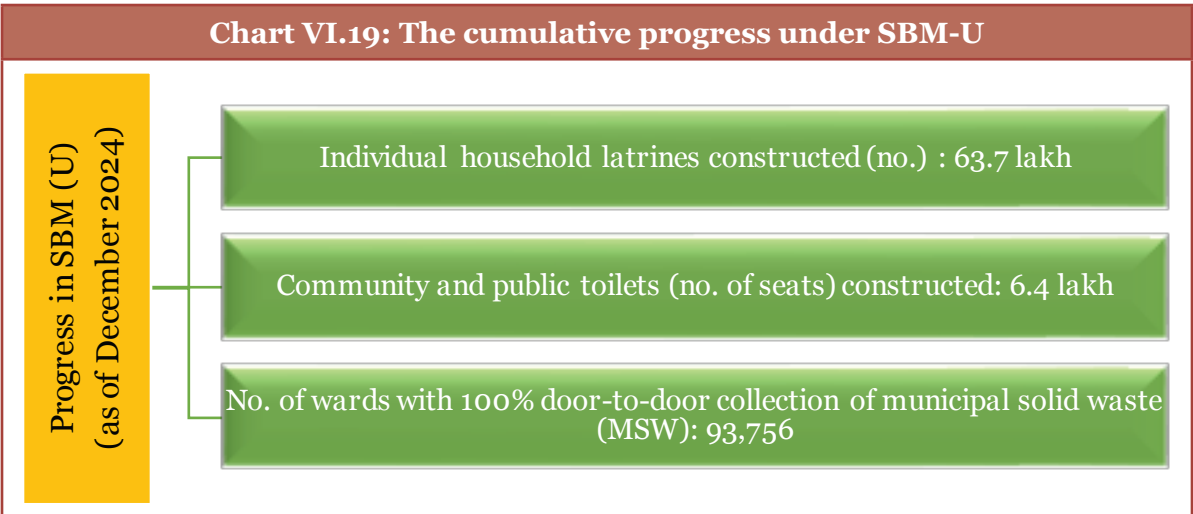 Chart VI.19: The cumulative progress under SBM-U
Progress in SBM (U)
(as of December 2024)
Individual household latrines constructed (no.) : 63.7 lakh
Community and public toilets (no. of seats) constructed: 6.4 lakh
No. of wards with 100% door-to-door collection of municipal solid waste
(MSW): 93,756